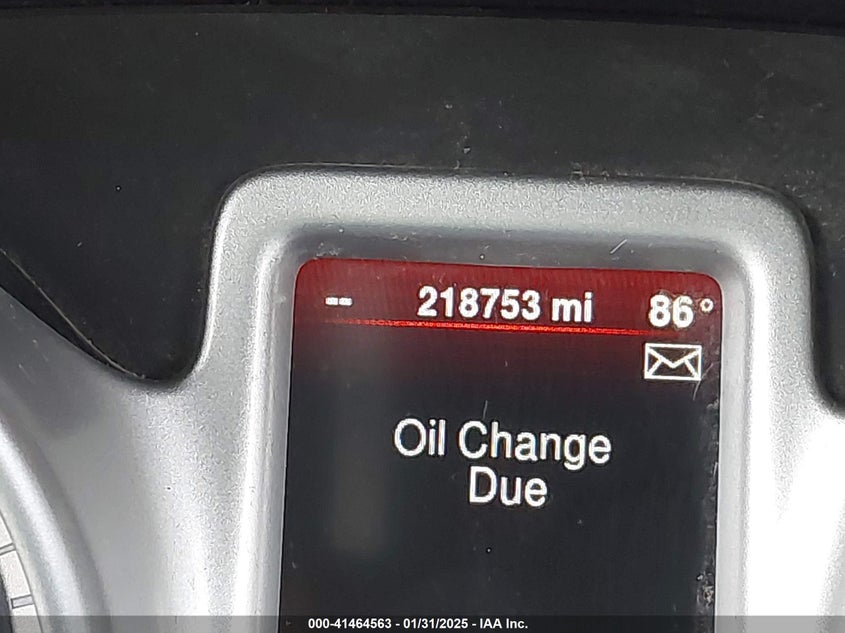 -- 218753 mi 86°
Oil Change
Due
000-41464563 - 01/31/2025 - IAA Inc.